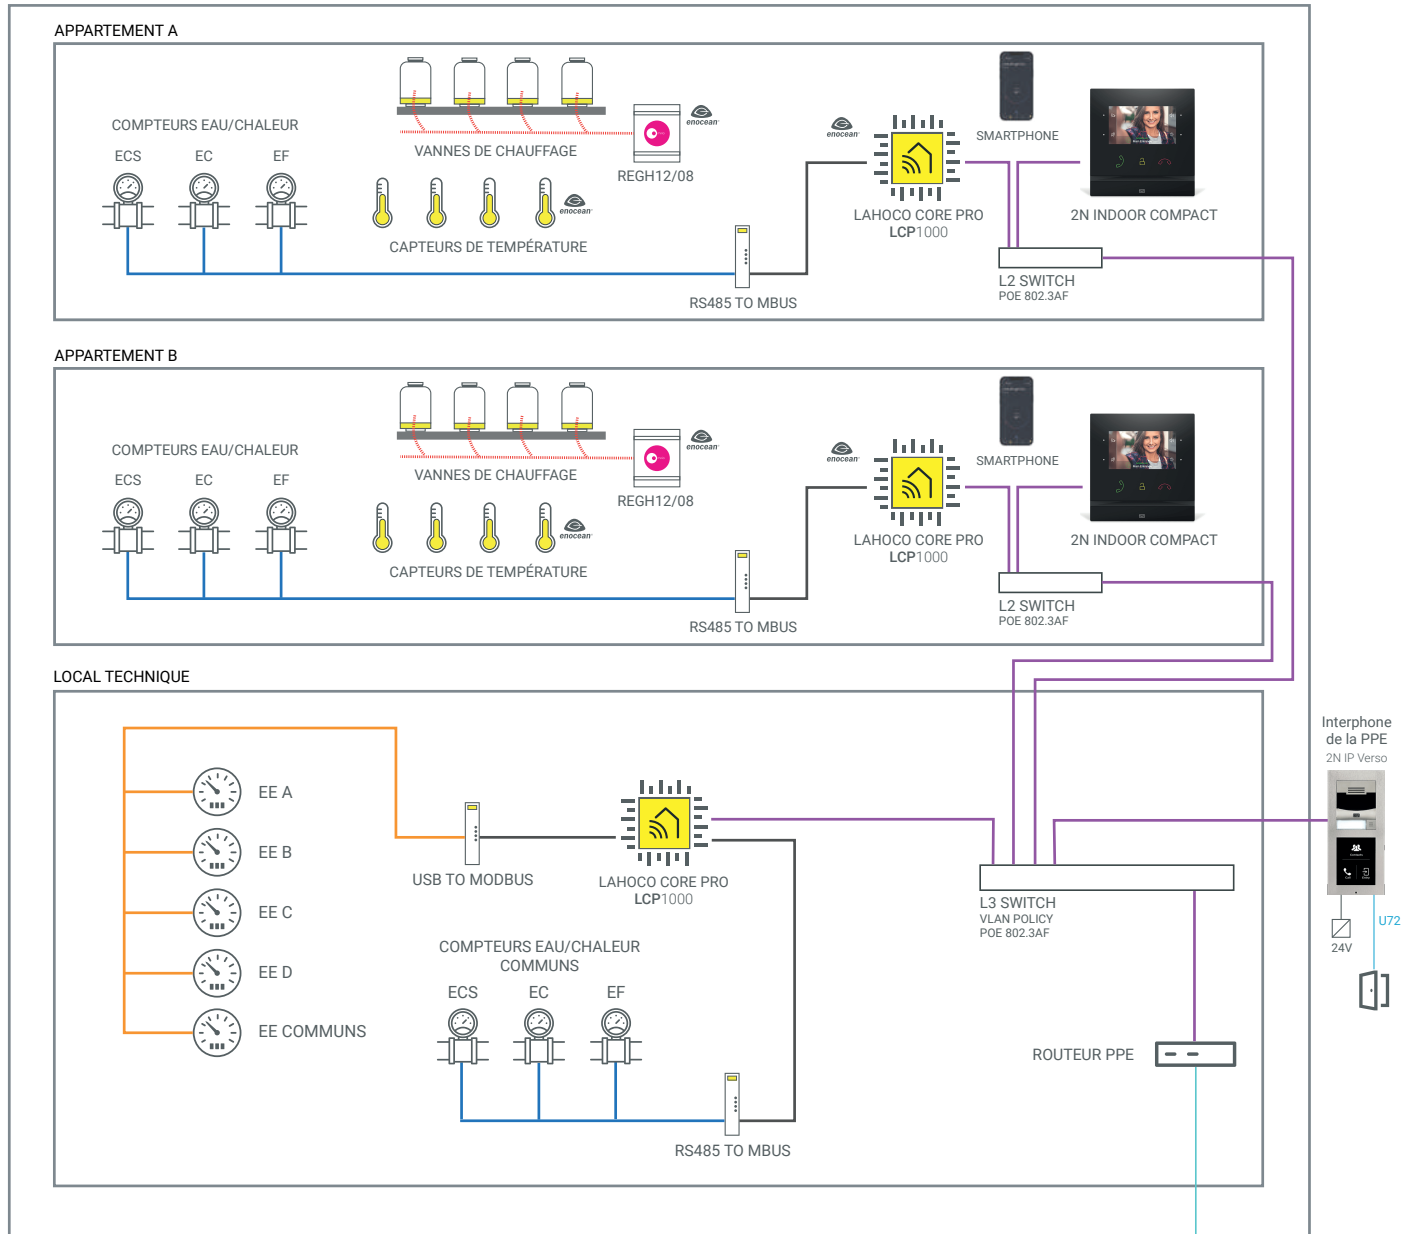 APPARTEMENT A
COMPTEURS EAU/CHALEUR
ECS
EC
EF
VANNES DE CHAUFFAGE
enocean
REGH12/08
enocean
CAPTEURS DE TEMPÉRATURE
RS485 TO MBUS
enocean
LAHOCO CORE PRO
LCP1000
SMARTPHONE
2N INDOOR COMPACT
L2 SWITCH
POE 802.3AF
APPARTEMENT B
COMPTEURS EAU/CHALEUR
ECS
EC
EF
VANNES DE CHAUFFAGE
enocean
REGH12/08
enocean
CAPTEURS DE TEMPÉRATURE
RS485 TO MBUS
enocean
LAHOCO CORE PRO
LCP1000
SMARTPHONE
2N INDOOR COMPACT
L2 SWITCH
POE 802.3AF
LOCAL TECHNIQUE
EE A
EE B
EE C
EE D
EE COMMUNS
USB TO MODBUS
LAHOCO CORE PRO
LCP1000
COMPTEURS EAU/CHALEUR
COMMUNS
ECS
EC
EF
RS485 TO MBUS
L3 SWITCH
VLAN POLICY
POE 802.3AF
ROUTEUR PPE
Interphone
de la PPE
2N IP Verso
24V
U72